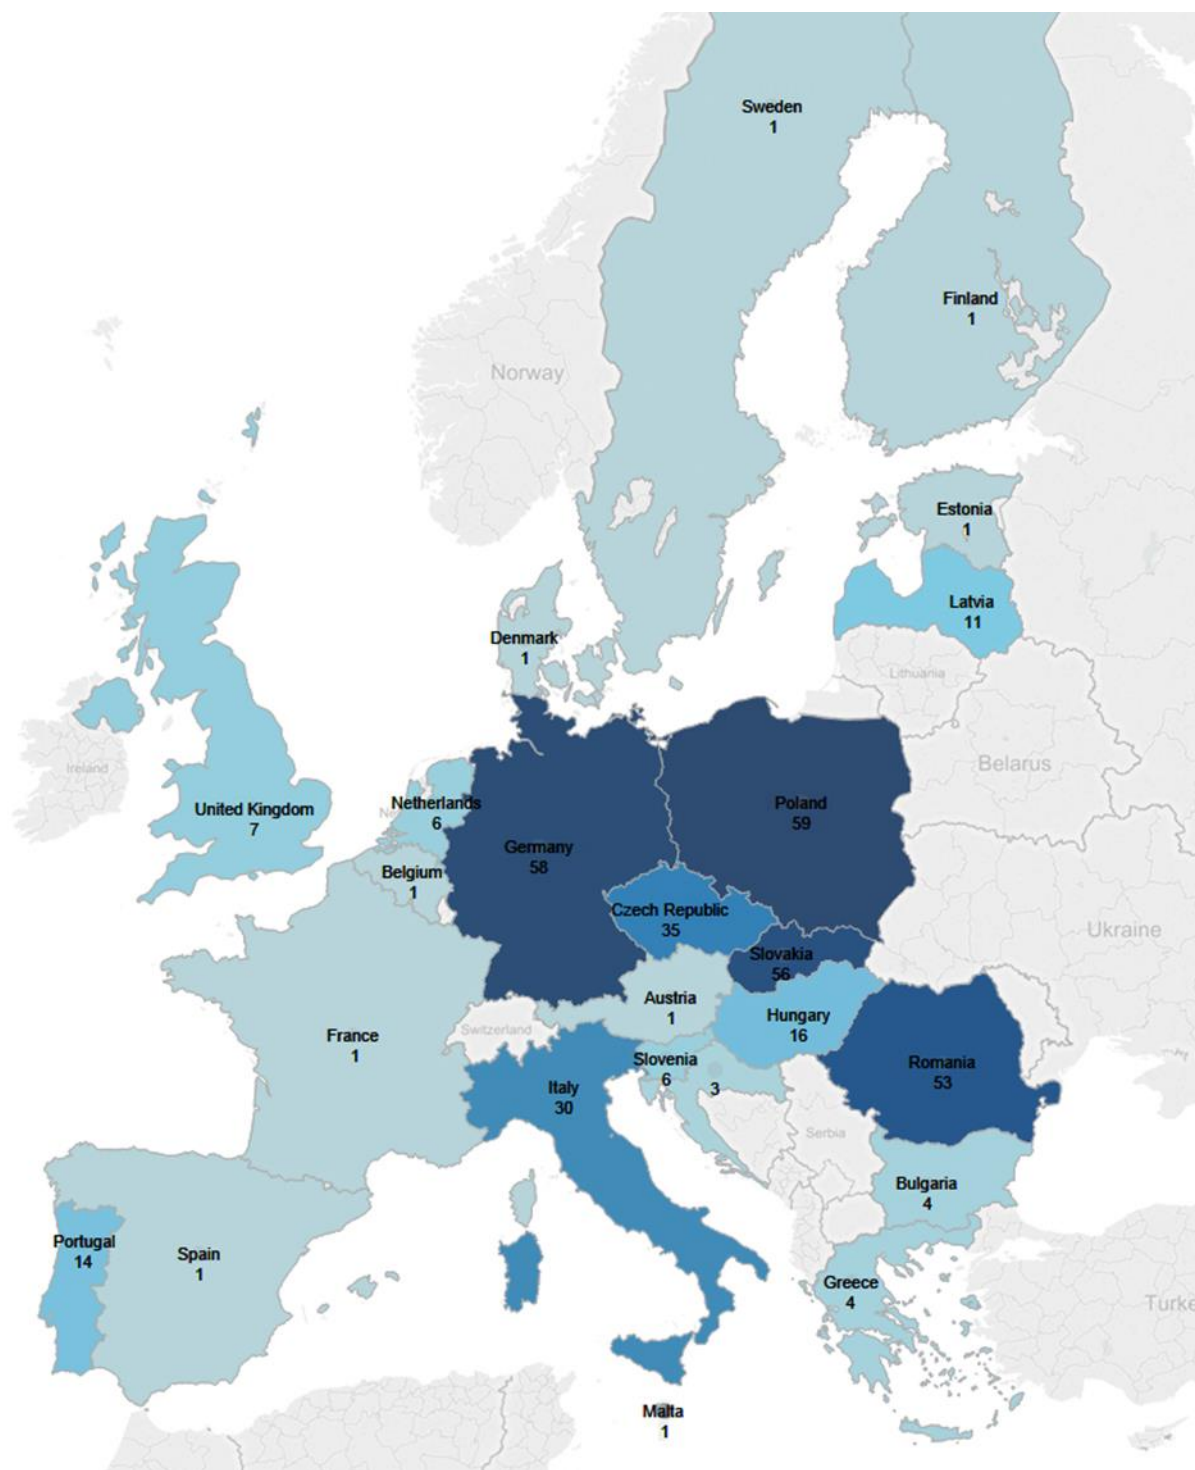 Sweden
1
Finland
1
Norway
Estonia
1
Latvia
11
Denmark
1
Lithuania
Ireland
Belarus
United Kingdom
7
Netherlands
6
Poland
59
Germany
58
Belgium
1
Czech Republic
35
Ukraine
Slovakia
56
Austria
1
Hungary
16
Switzerland
France
1
Slovenia
6
3
Romania
53
Italy
30
Serbia
Bulgaria
4
Portugal
14
Spain
1
Greece
4
Turke
Malta
1